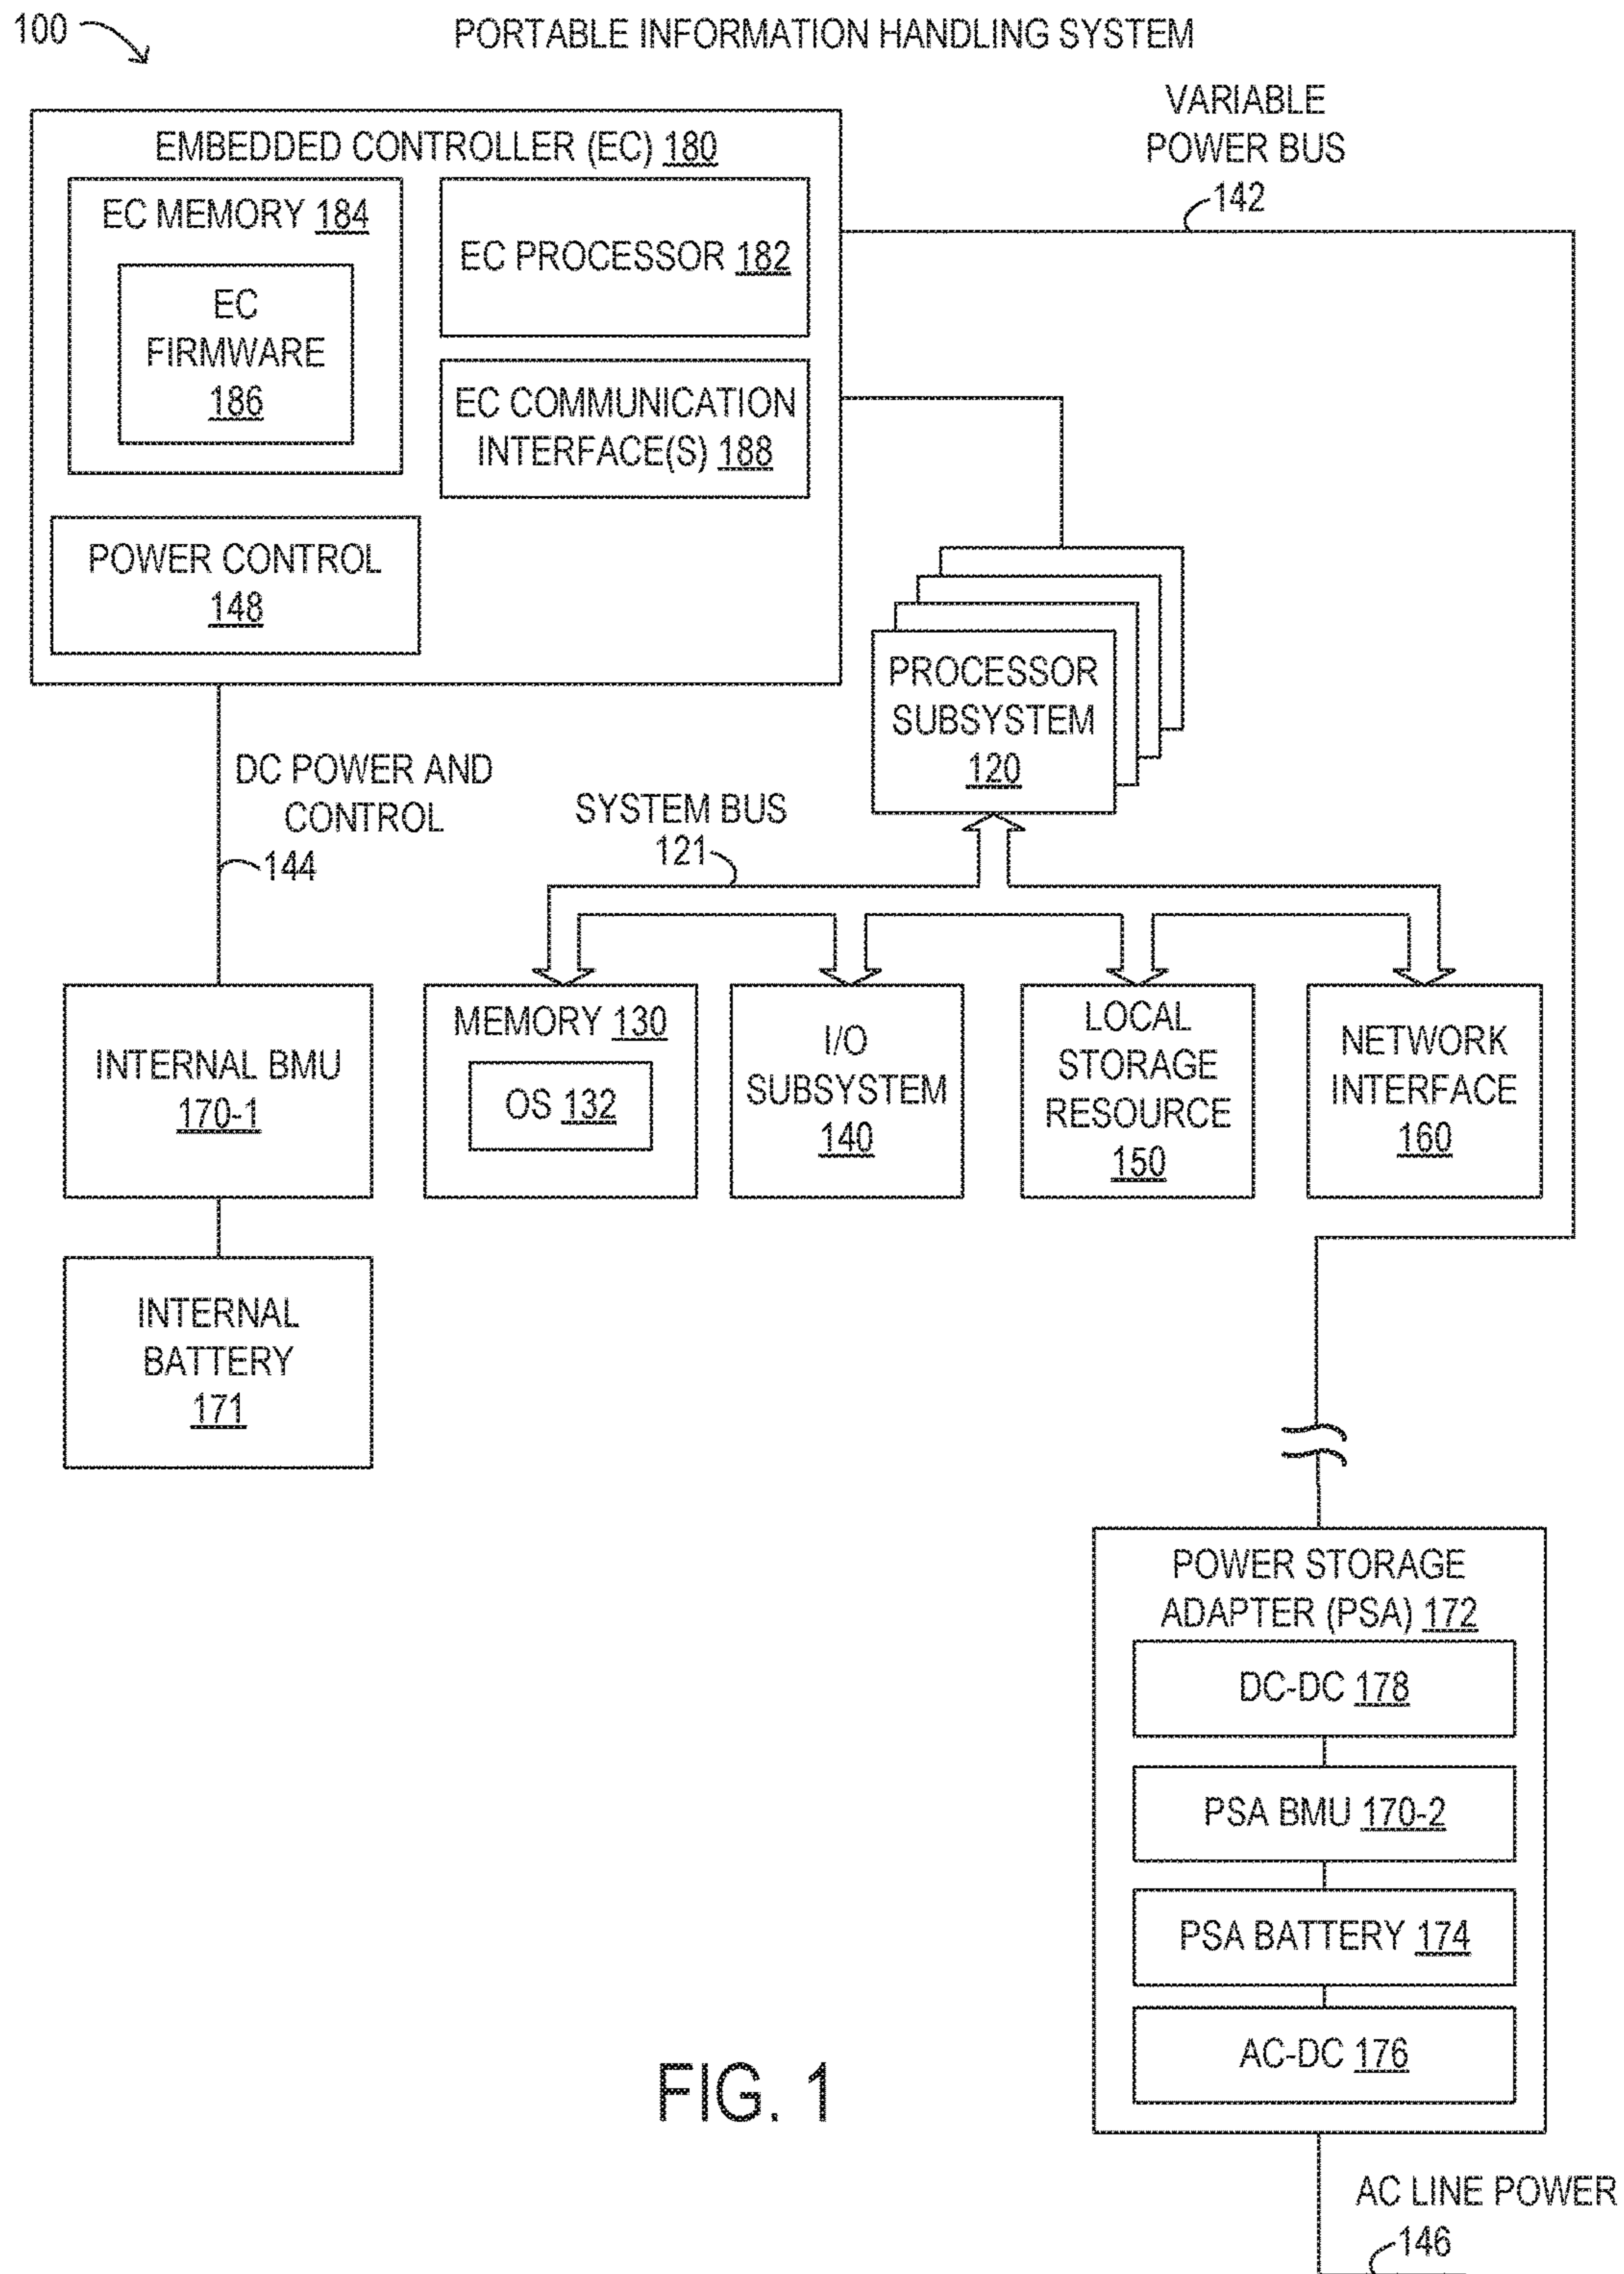 100
PORTABLE INFORMATION HANDLING SYSTEM
VARIABLE
POWER BUS
142
EMBEDDED CONTROLLER (EC) 180
EC MEMORY 184
EC
FIRMWARE
186
EC PROCESSOR 182
EC COMMUNICATION
INTERFACE(S) 188
POWER CONTROL
148
PROCESSOR
SUBSYSTEM
120
DC POWER AND
CONTROL
144
SYSTEM BUS
121
INTERNAL BMU
170-1
MEMORY 130
OS 132
I/O
SUBSYSTEM
140
LOCAL
STORAGE
RESOURCE
150
NETWORK
INTERFACE
160
INTERNAL
BATTERY
171
POWER STORAGE
ADAPTER (PSA) 172
DC-DC 178
PSA BMU 170-2
PSA BATTERY 174
AC-DC 176
FIG. 1
AC LINE POWER
146